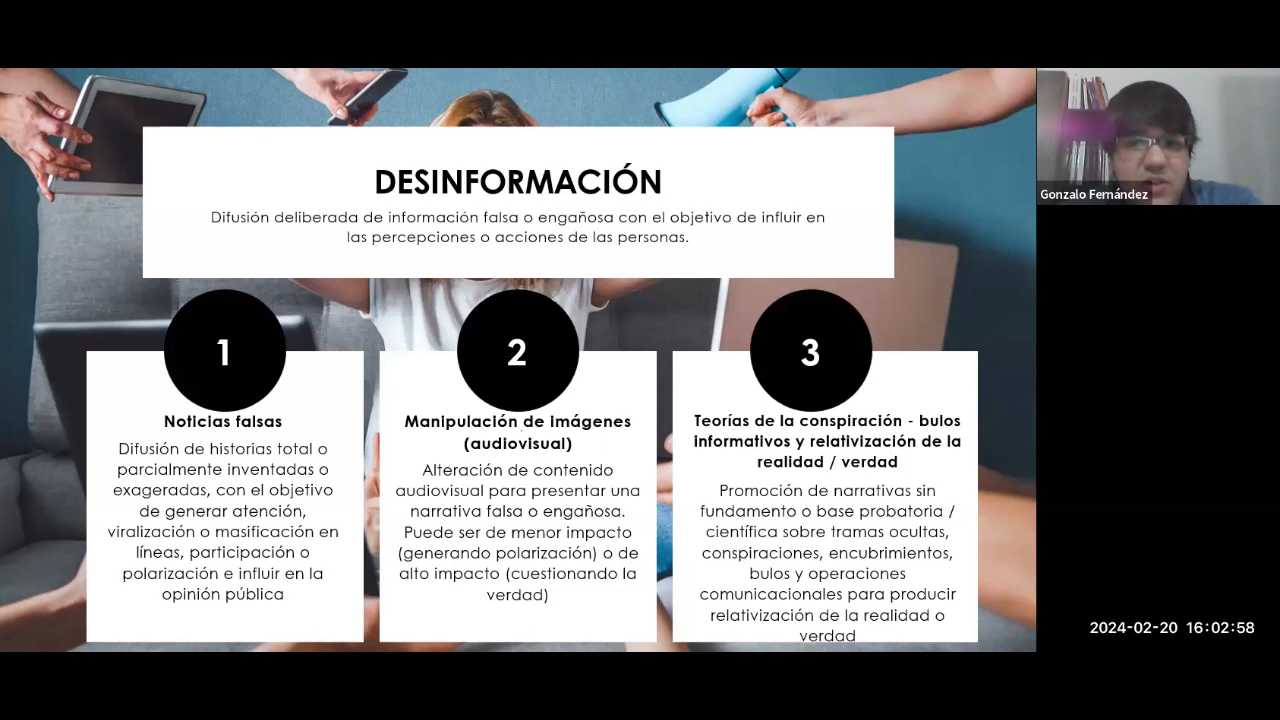 DESINFORMACIÓN
Difusión deliberada de información falsa o engañosa con el objetivo de influir en
las percepciones o acciones de las personas.
1
Noticias falsas
Difusión de historias total o
parcialmente inventadas o
exageradas, con el objetivo
de generar atención,
viralización o masificación en
líneas, participación o
polarización e influir en la
opinión pública
2
Manipulación de imágenes
(audiovisual)
Alteración de contenido
audiovisual para presentar una
narrativa falsa o engañosa.
Puede ser de menor impacto
(generando polarización) o de
alto impacto (cuestionando la
verdad)
3
Teorías de la conspiración - bulos
informativos y relativización de la
realidad / verdad
Promoción de narrativas sin
fundamento o base probatoria /
científica sobre tramas ocultas,
conspiraciones, encubrimientos,
bulos y operaciones
comunicacionales para producir
relativización de la realidad o
verdad
Gonzalo Fernández
2024-02-20 16:02:58